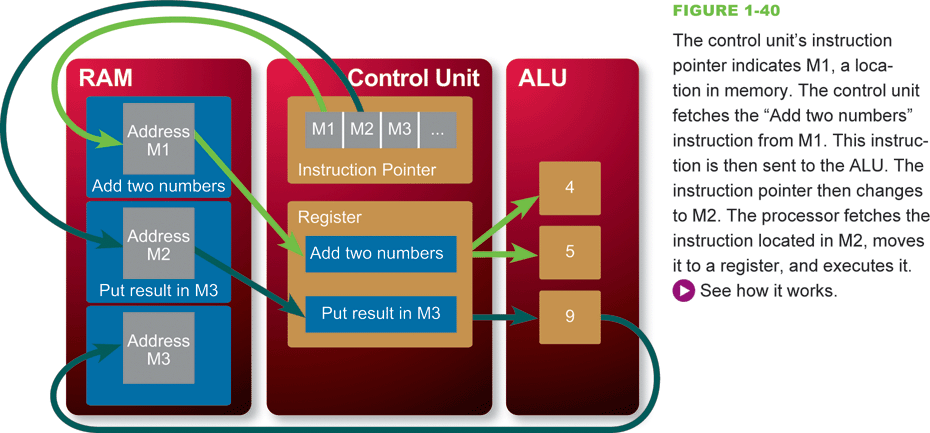 RAM
Address
M1
Add two numbers
Address
M2
Put result in M3
Address
M3
Control Unit
M1 M2 M3 ...
Instruction Pointer
Register
Add two numbers
Put result in M3
ALU
4
5
9
FIGURE 1-40
The control unit’s instruction
pointer indicates M1, a loca-
tion in memory. The control unit
fetches the “Add two numbers”
instruction from M1. This instruc-
tion is then sent to the ALU. The
instruction pointer then changes
to M2. The processor fetches the
instruction located in M2, moves
it to a register, and executes it.
See how it works.